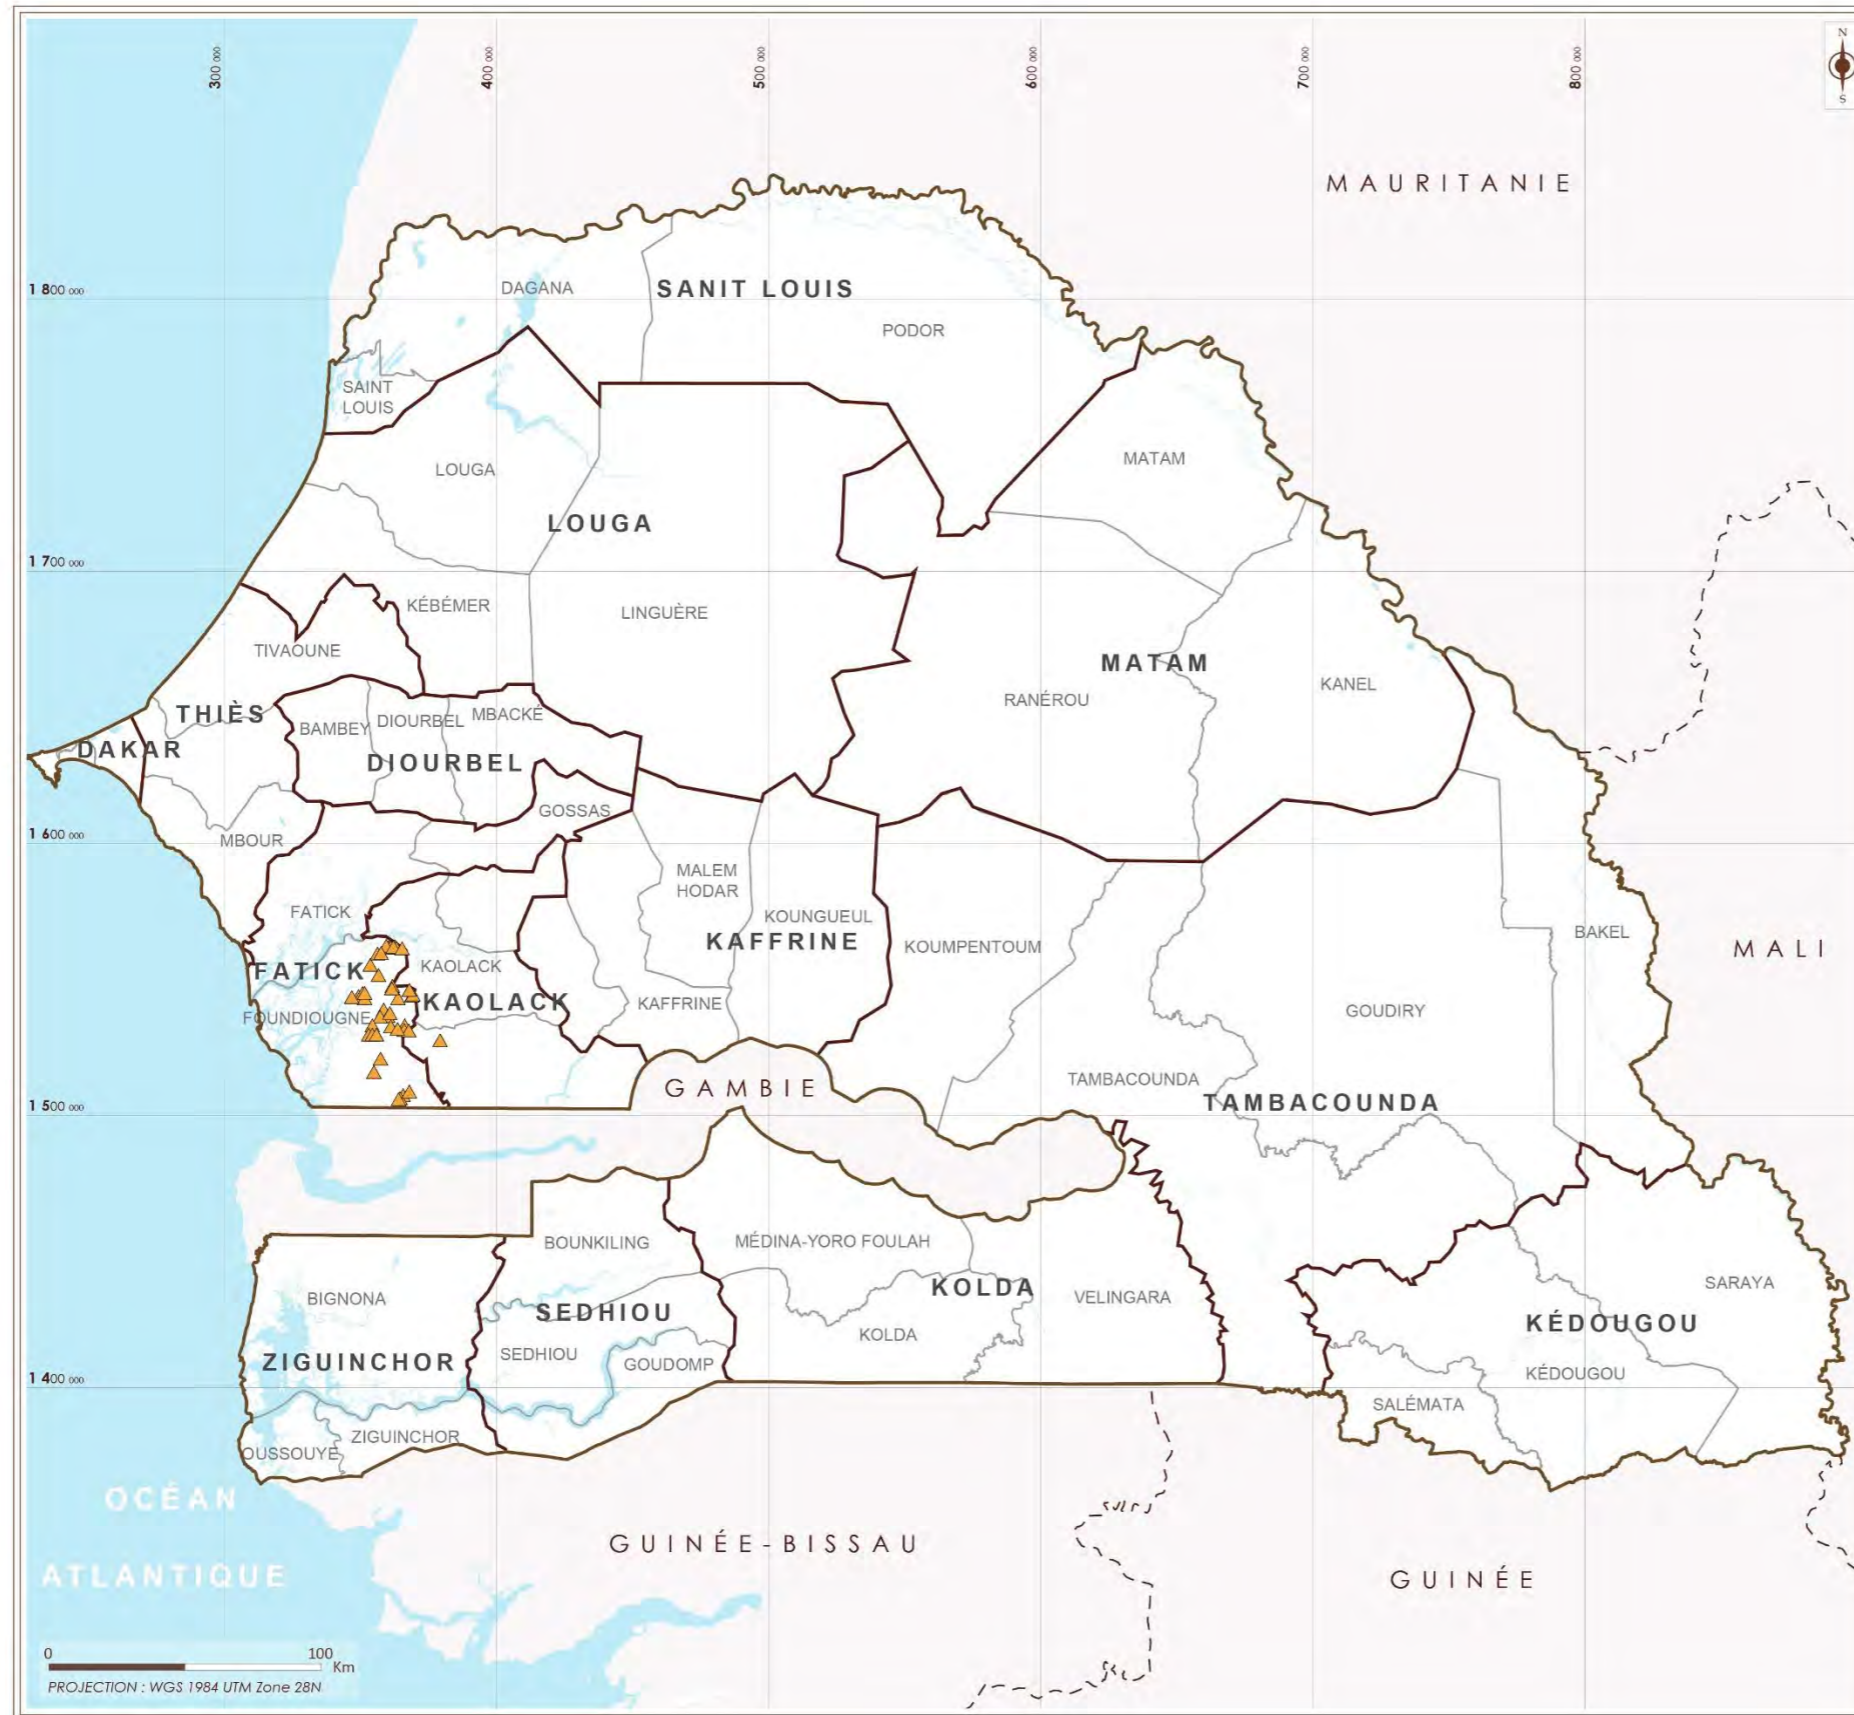 300 000
400 000
500 000
600 000
700 000
800 000
N
S
MAURITANIE
1 800 000
DAGANA
SANIT LOUIS
PODOR
SAINT
LOUIS
MATAM
LOUGA
LOUGA
1 700 000
KÉBÉMER
LINGUÈRE
TIVAOUNE
MATAM
KANEL
RANÉROU
THIÈS
BAMBEY
DIOURBEL
MBACKÉ
DAKAR
DIOURBEL
GOSSAS
1 600 000
MBOUR
MALEM
HODAR
FATICK
KOUNGUEUL
KAFFRINE
KOUMPENTOUM
BAKEL
MALI
FATICK
KAOLACK
KAOLACK
KAFFRINE
GOUDIRY
FOUNDIOUGNE
TAMBACOUNDA
GAMBIE
TAMBACOUNDA
1 500 000
BOUNKILING
MÉDINA-YORO FOULAH
SARAYA
BIGNONA
KOLDA
VELINGARA
SEDHIOU
KÉDOUGOU
KOLDA
ZIGUINCHOR
SEDHIOU
GOUDOMP
KÉDOUGOU
1 400 000
SALÉMATA
ZIGUINCHOR
OUSSOUYE
OCÉAN
ATLANTIQUE
GUINÉE-BISSAU
GUINÉE
0 100
Km
PROJECTION : WGS 1984 UTM Zone 28N